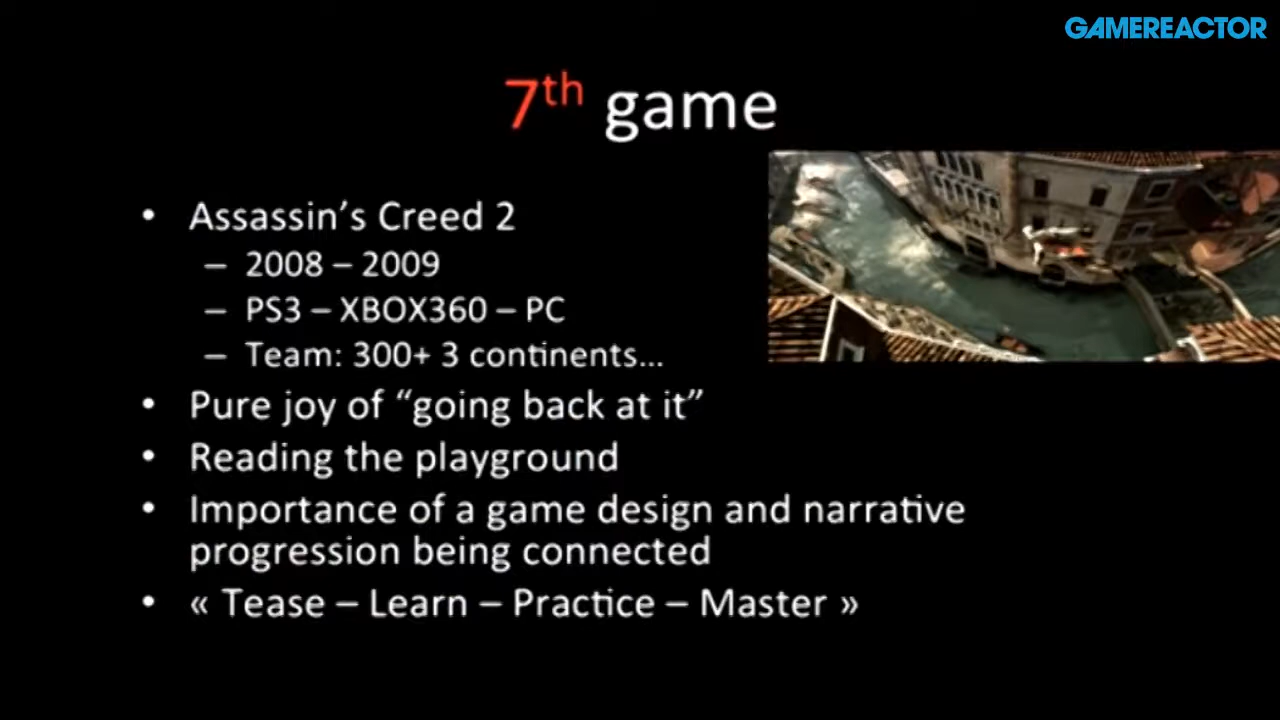 GAMEREACTOR
7th game
• Assassin’s Creed 2
– 2008 – 2009
– PS3 – XBOX360 – PC
– Team: 300+ 3 continents…
• Pure joy of “going back at it”
• Reading the playground
• Importance of a game design and narrative
progression being connected
• « Tease – Learn – Practice – Master »